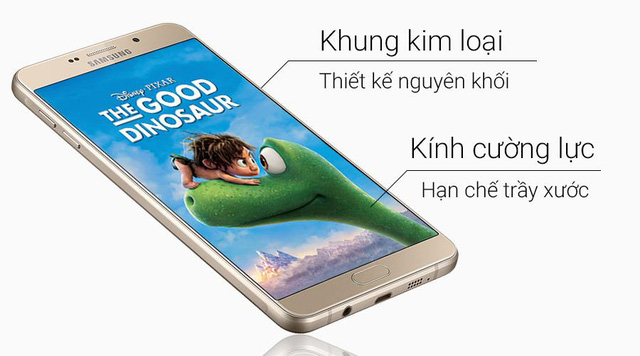 Khung kim loại
Thiết kế nguyên khối
Kính cường lực
Hạn chế trầy xước
SAMSUNG
Disney PIXAR
THE GOOD
DINOSAUR